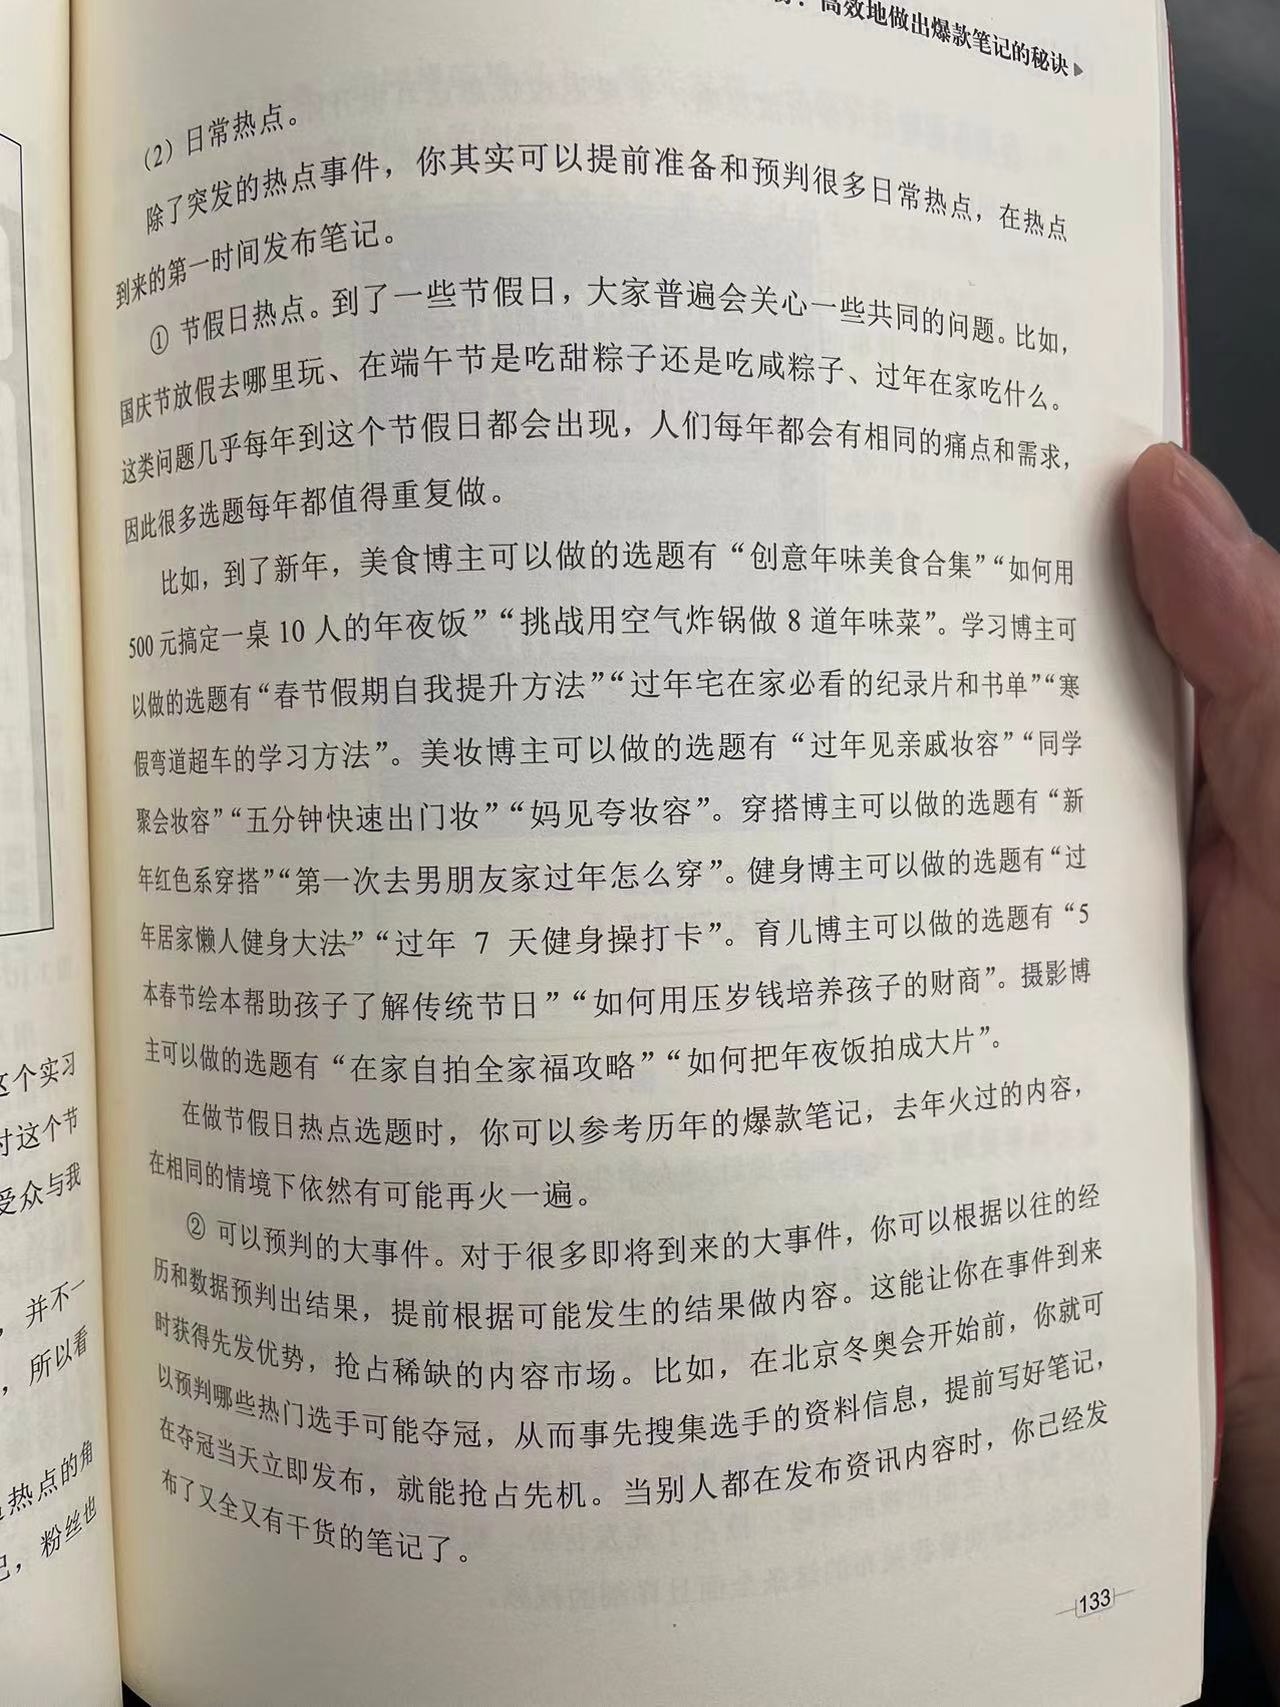 高效地做出爆款笔记的秘诀
（2）日常热点。
除了突发的热点事件，你其实可以提前准备和预判很多日常热点，在热点
到来的第一时间发布笔记。
① 节假日热点。到了一些节假日，大家普遍会关心一些共同的问题。比如，
国庆节放假去哪里玩、在端午节是吃甜粽子还是吃咸粽子、过年在家吃什么。
这类问题几乎每年到这个节假日都会出现，人们每年都会有相同的痛点和需求，
因此很多选题每年都值得重复做。
比如，到了新年，美食博主可以做的选题有“创意年味美食合集”“如何用
500元搞定一桌10人的年夜饭”“挑战用空气炸锅做8道年味菜”。学习博主可
以做的选题有“春节假期自我提升方法”“过年宅在家必看的纪录片和书单”“寒
假弯道超车的学习方法”。美妆博主可以做的选题有“过年见亲戚妆容”“同学
聚会妆容”“五分钟快速出门妆”“妈见夸妆容”。穿搭博主可以做的选题有“新
年红色系穿搭”“第一次去男朋友家过年怎么穿”。健身博主可以做的选题有“过
年居家懒人健身大法”“过年 7 天健身操打卡”。育儿博主可以做的选题有“5
本春节绘本帮助孩子了解传统节日”“如何用压岁钱培养孩子的财商”。摄影博
主可以做的选题有“在家自拍全家福攻略”“如何把年夜饭拍成大片”。
在做节假日热点选题时，你可以参考历年的爆款笔记，去年火过的内容，
在相同的情境下依然有可能再火一遍。
② 可以预判的大事件。对于很多即将到来的大事件，你可以根据以往的经
历和数据预判出结果，提前根据可能发生的结果做内容。这能让你在事件到来
时获得先发优势，抢占稀缺的内容市场。比如，在北京冬奥会开始前，你就可
以预判哪些热门选手可能夺冠，从而事先搜集选手的资料信息，提前写好笔记，
在夺冠当天立即发布，就能抢占先机。当别人都在发布资讯内容时，你已经发
布了又全又有干货的笔记了。
133
这个实习
对这个节
受众与我
，并不一
，所以看
热点的角
，粉丝也